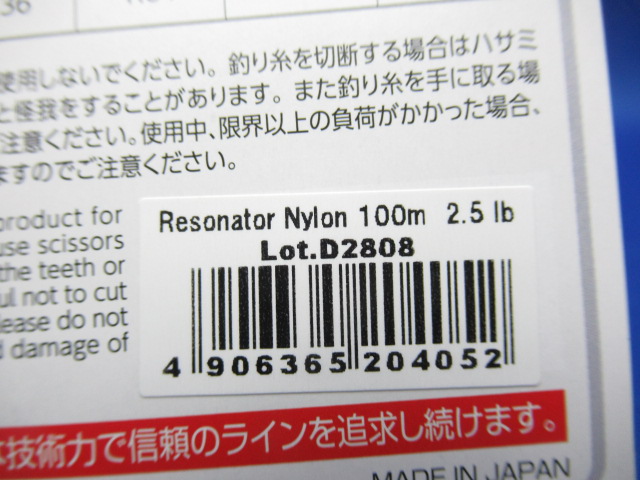 36
使用しないでください。釣り糸を切断する場合はハサミ
と怪我をすることがあります。また釣り糸を手に取る場
注意ください。使用中、限界以上の負荷がかかった場合、
ますのでご注意ください。
product for
use scissors
the teeth or
ul not to cut
lease do not
d damage of
Resonator Nylon 100m 2.5 lb
Lot.D2808
4 906365 204052
技術力で信頼のラインを追求し続けます。
MADE IN JAPAN